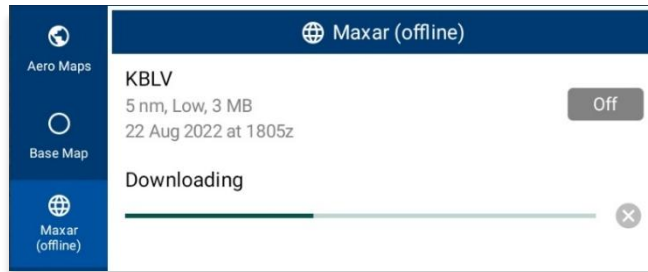 Aero Maps
Base Map
Maxar
(offline)
Maxar (offline)
KBLV
5 nm, Low, 3 MB
22 Aug 2022 at 1805z
Off
Downloading